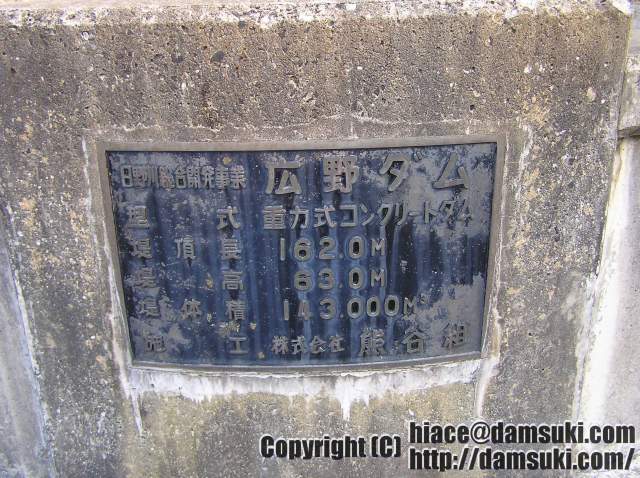 日野川総合開発事業 広野ダム
型式 重力式コンクリートダム
堤頂長 162.0M
堤高 63.0M
堤体積 143,000M³
施工 株式会社 熊谷組
Copyright (C) hiace@damsuki.com
http://damsuki.com/